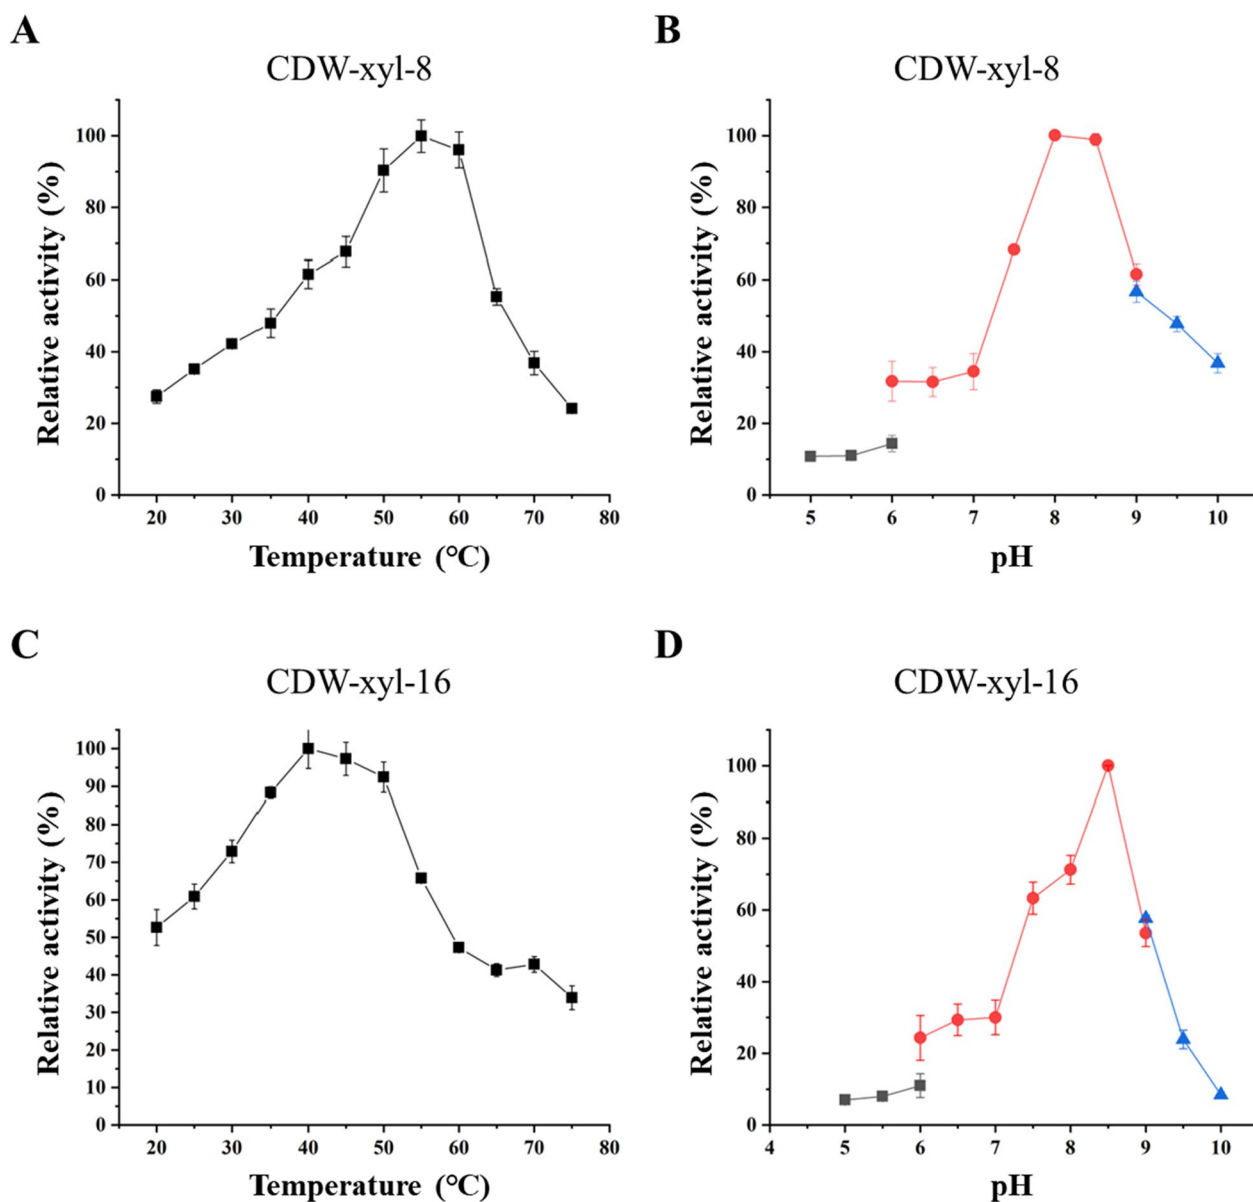 A
CDW-xyl-8
Relative activity (%)
100
80
60
40
20
0
20 30 40 50 60 70 80
Temperature (°C)
B
CDW-xyl-8
Relative activity (%)
100
80
60
40
20
0
5 6 7 8 9 10
pH
C
CDW-xyl-16
Relative activity (%)
100
90
80
70
60
50
40
30
20
10
0
20 30 40 50 60 70 80
Temperature (°C)
D
CDW-xyl-16
Relative activity (%)
100
80
60
40
20
0
4 5 6 7 8 9 10
pH